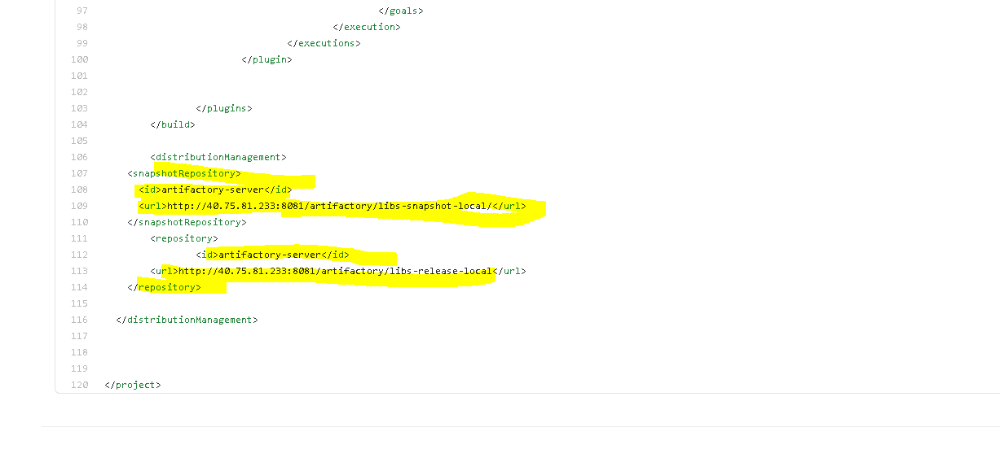 97 </goals>
98 </execution>
99 </executions>
100 </plugin>
101
102
103 </plugins>
104 </build>
105
106 <distributionManagement>
107 <snapshotRepository>
108 <id>artifactory-server</id>
109 <url>http://40.75.81.233:8081/artifactory/libs-snapshot-local/</url>
110 </snapshotRepository>
111 <repository>
112 <id>artifactory-server</id>
113 <url>http://40.75.81.233:8081/artifactory/libs-release-local</url>
114 </repository>
115
116 </distributionManagement>
117
118
119
120 </project>